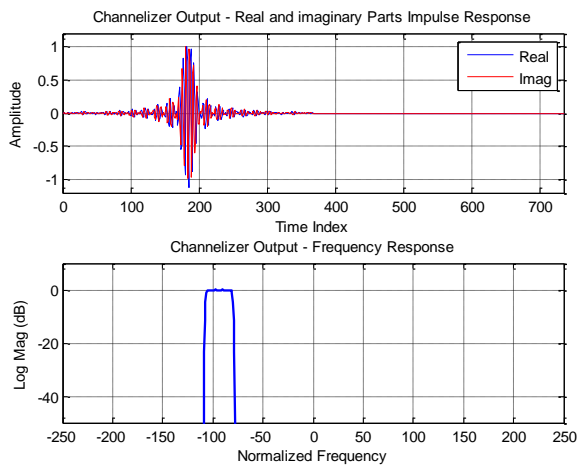 Channelizer Output - Real and imaginary Parts Impulse Response
1
0.5
0
-0.5
-1
Amplitude
Real
Imag
0 100 200 300 400 500 600 700
Time Index
Channelizer Output - Frequency Response
0
-20
-40
Log Mag (dB)
-250 -200 -150 -100 -50 0 50 100 150 200 250
Normalized Frequency